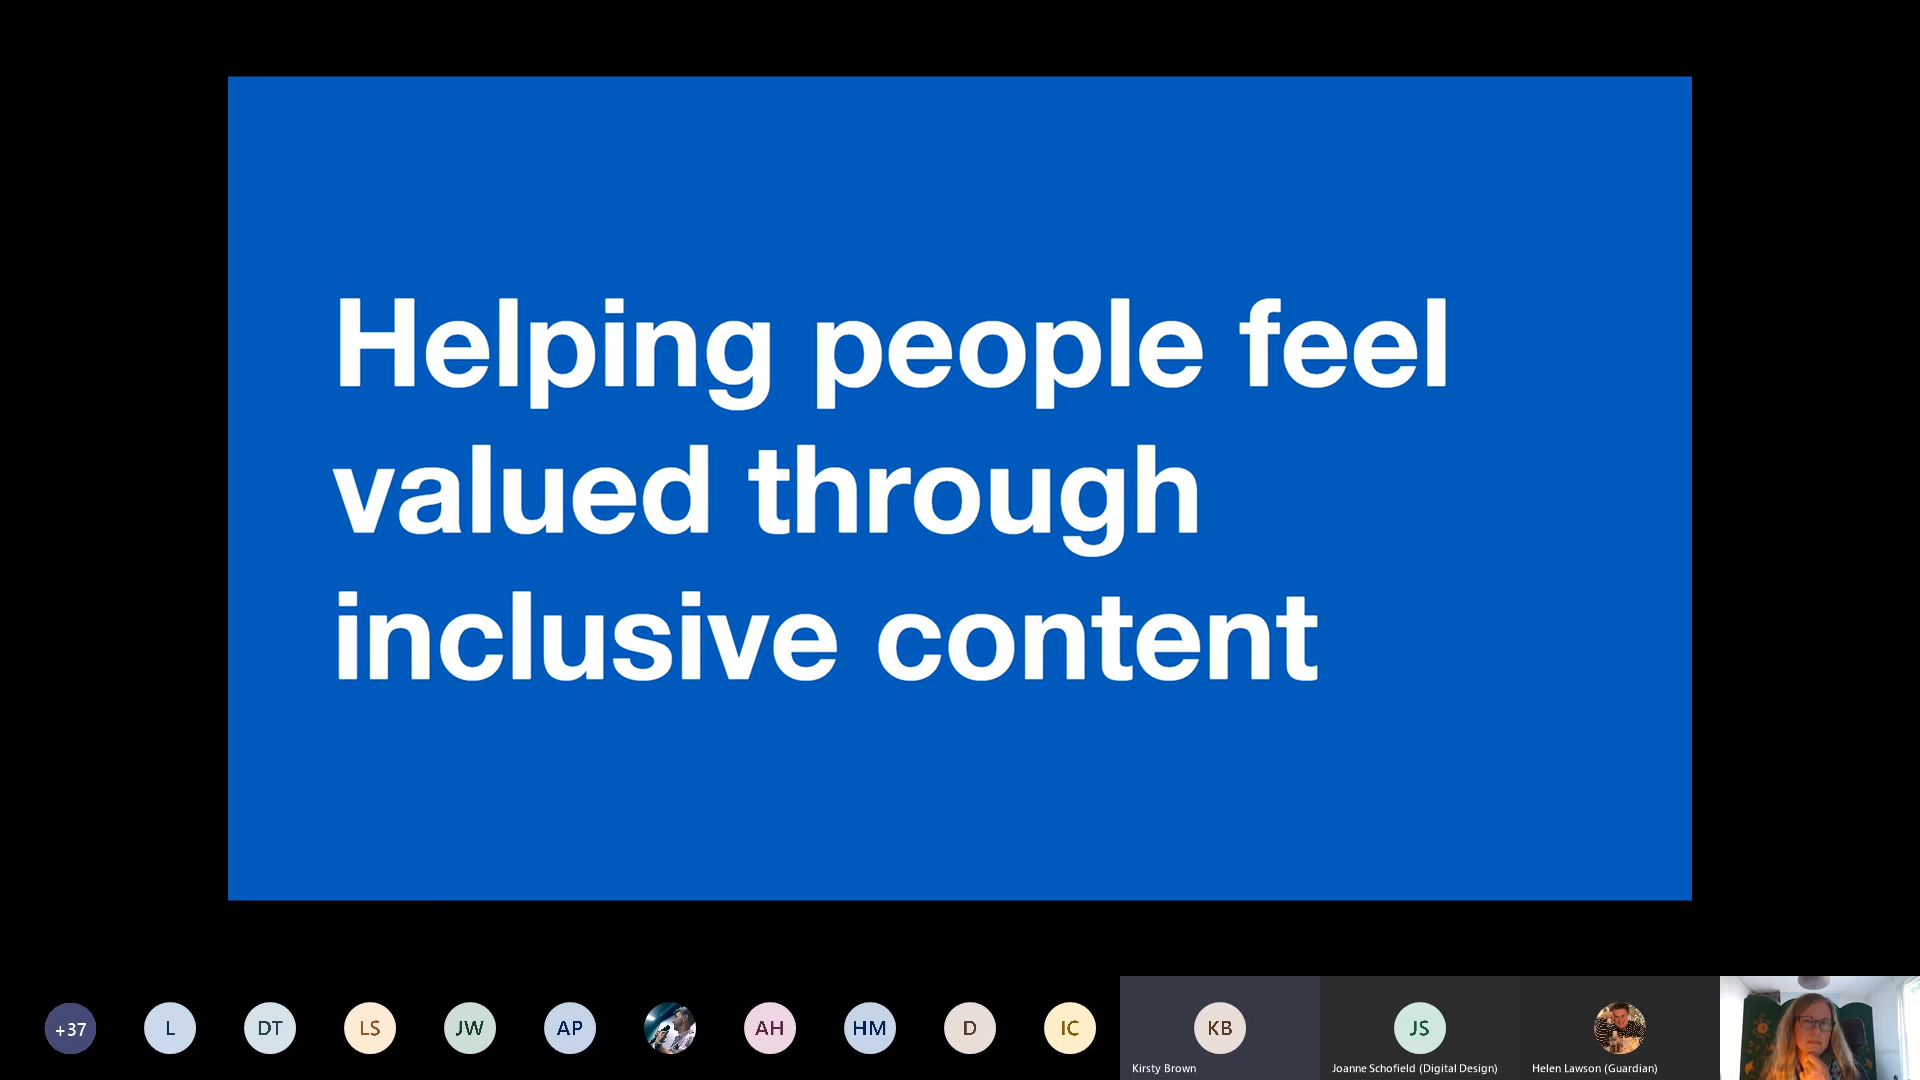 Helping people feel
valued through
inclusive content
+37
L
DT
LS
JW
AP
AH
HM
D
IC
KB
JS
Kirsty Brown
Joanne Schofield (Digital Design)
Helen Lawson (Guardian)